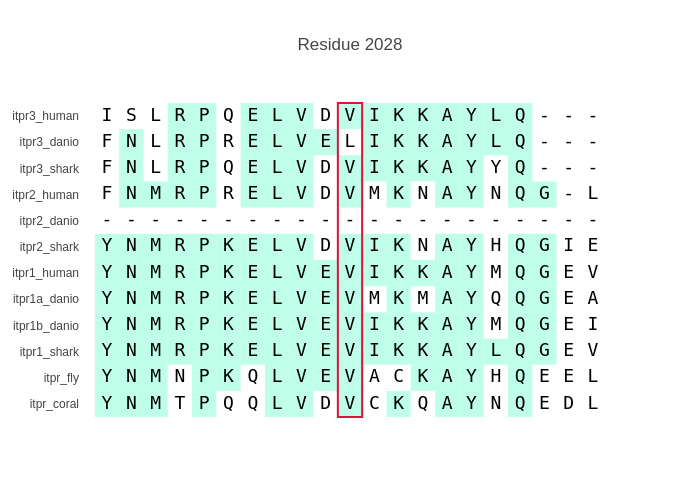 Residue 2028
itpr3_human I S L R P Q E L V D V I K K A Y L Q - - -
itpr3_danio F N L R P R E L V E L I K K A Y L Q - - -
itpr3_shark F N L R P Q E L V D V I K K A Y Y Q - - -
itpr2_human F N M R P R E L V D V M K N A Y N Q G - L
itpr2_danio - - - - - - - - - - - - - - - - - - - - -
itpr2_shark Y N M R P K E L V D V I K N A Y H Q G I E
itpr1_human Y N M R P K E L V E V I K K A Y M Q G E V
itpr1a_danio Y N M R P K E L V E V M K M A Y Q Q G E A
itpr1b_danio Y N M R P K E L V E V I K K A Y M Q G E I
itpr1_shark Y N M R P K E L V E V I K K A Y L Q G E V
itpr_fly Y N M N P K Q L V E V A C K A Y H Q E E L
itpr_coral Y N M T P Q Q L V D V C K Q A Y N Q E D L